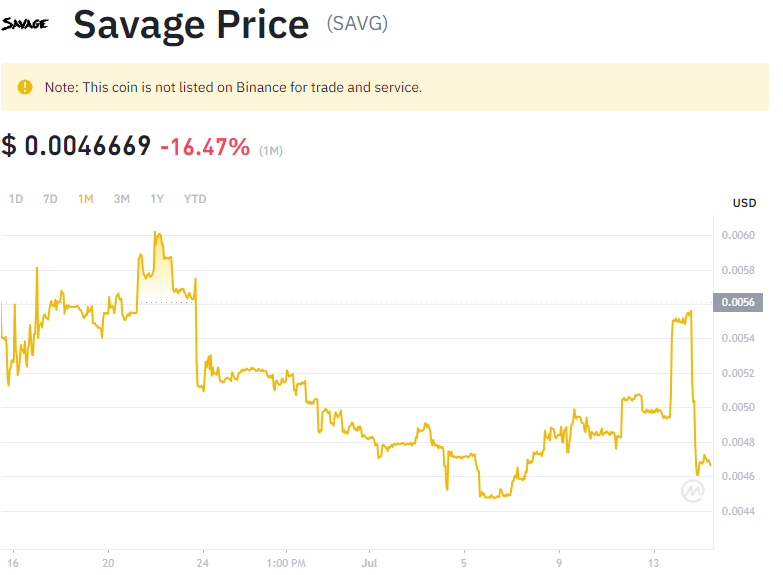 SAVAGE
Savage Price (SAVG)
Note: This coin is not listed on Binance for trade and service.
$ 0.0046669 -16.47% (1M)
1D 7D 1M 3M 1Y YTD
USD
0.0060
0.0058
0.0056
0.0054
0.0052
0.0050
0.0048
0.0046
0.0044
16 20 24 1:00 PM Jul 5 9 13